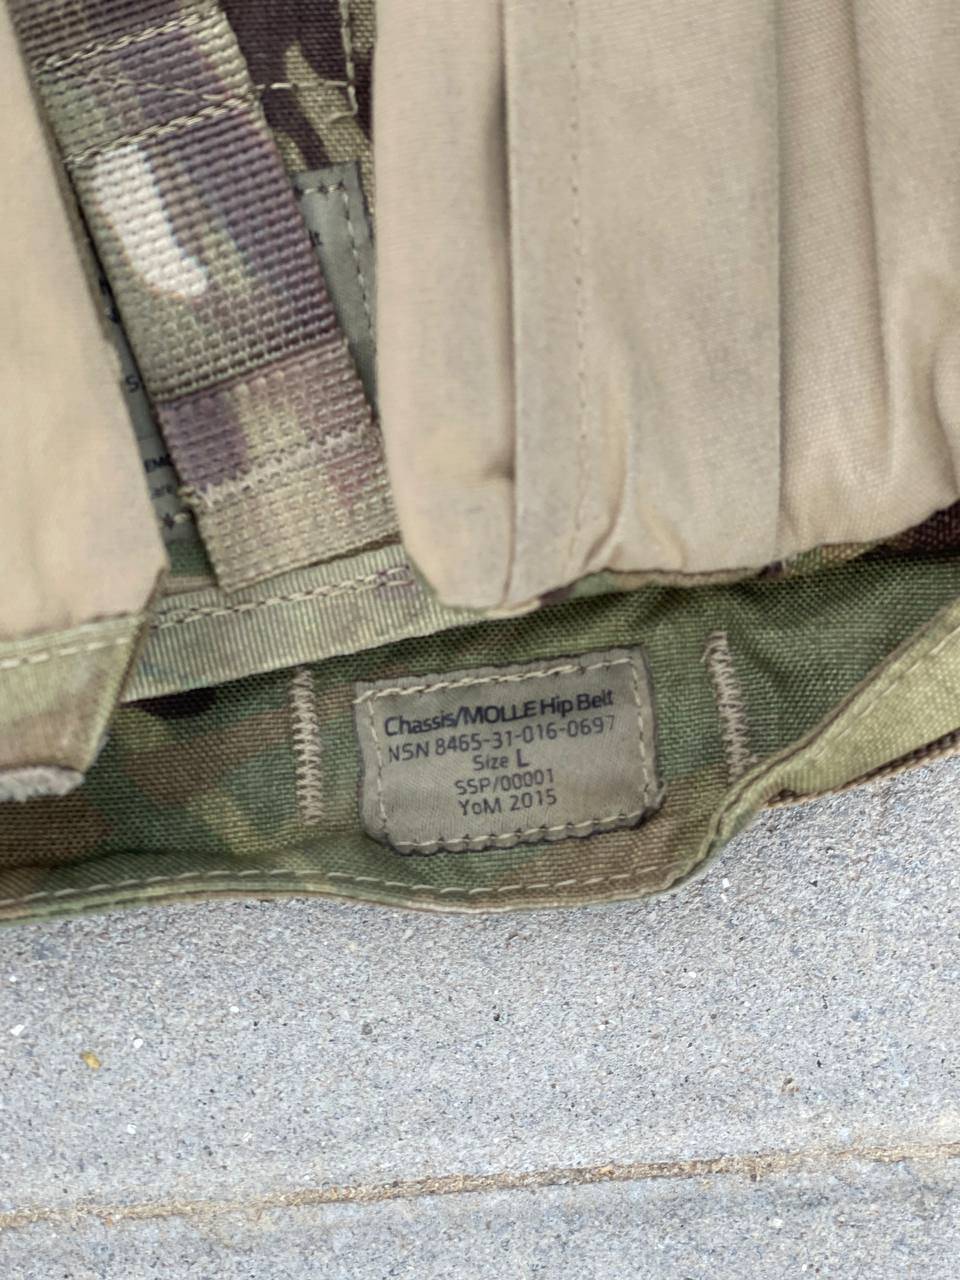 Chassis/MOLLE Hip Belt
NSN 8465-31-016-0697
Size L
SSP/00001
YoM 2015